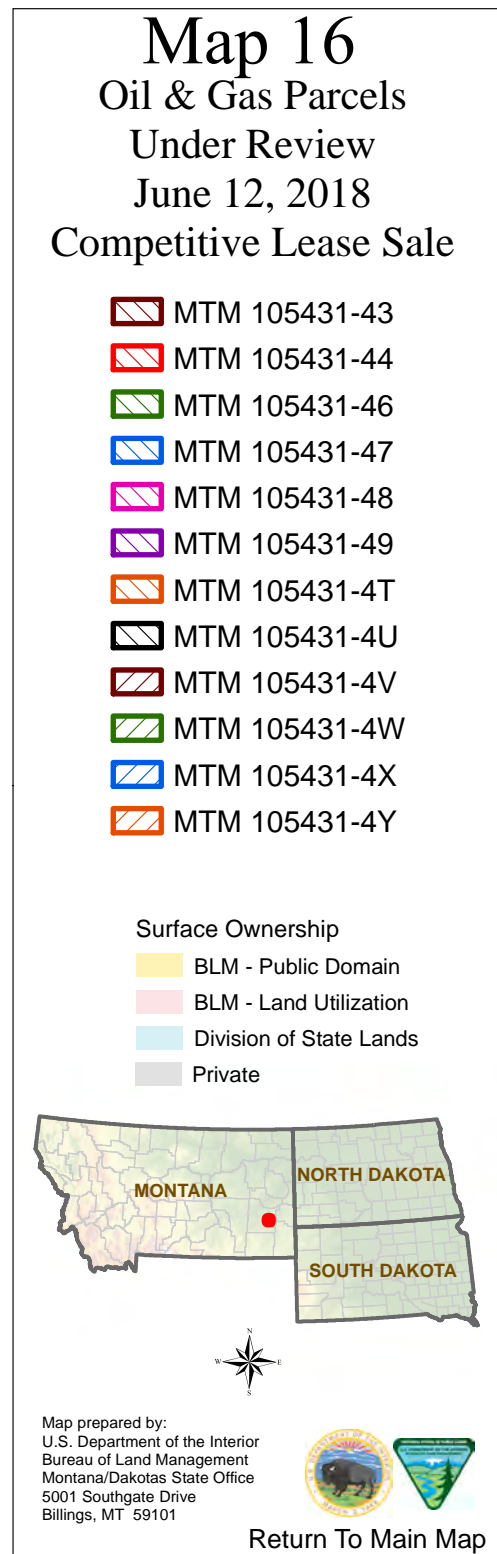 Map 16
Oil & Gas Parcels
Under Review
June 12, 2018
Competitive Lease Sale
MTM 105431-43
MTM 105431-44
MTM 105431-46
MTM 105431-47
MTM 105431-48
MTM 105431-49
MTM 105431-4T
MTM 105431-4U
MTM 105431-4V
MTM 105431-4W
MTM 105431-4X
MTM 105431-4Y
Surface Ownership
BLM - Public Domain
BLM - Land Utilization
Division of State Lands
Private
MONTANA
NORTH DAKOTA
SOUTH DAKOTA
N
W
E
S
Map prepared by:
U.S. Department of the Interior
Bureau of Land Management
Montana/Dakotas State Office
5001 Southgate Drive
Billings, MT 59101
Return To Main Map